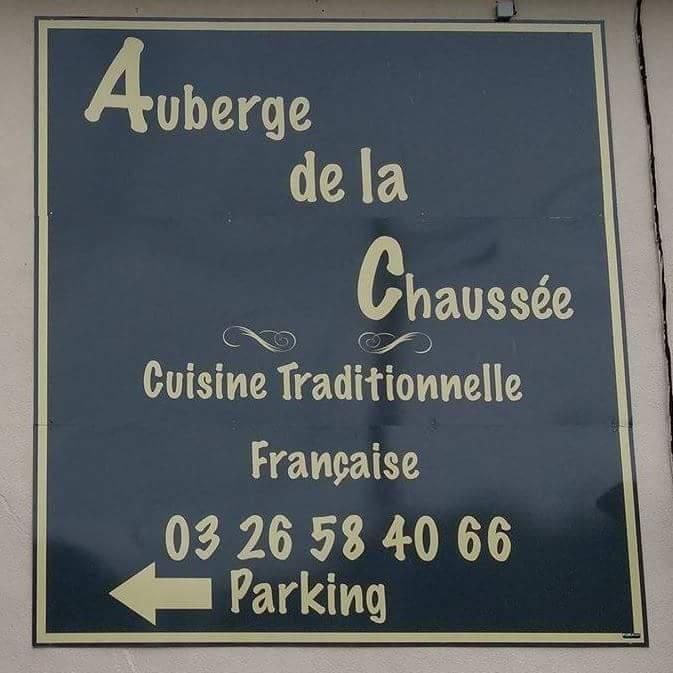 Auberge
de la
Chaussée
Cuisine Traditionnelle
Française
03 26 58 40 66
Parking